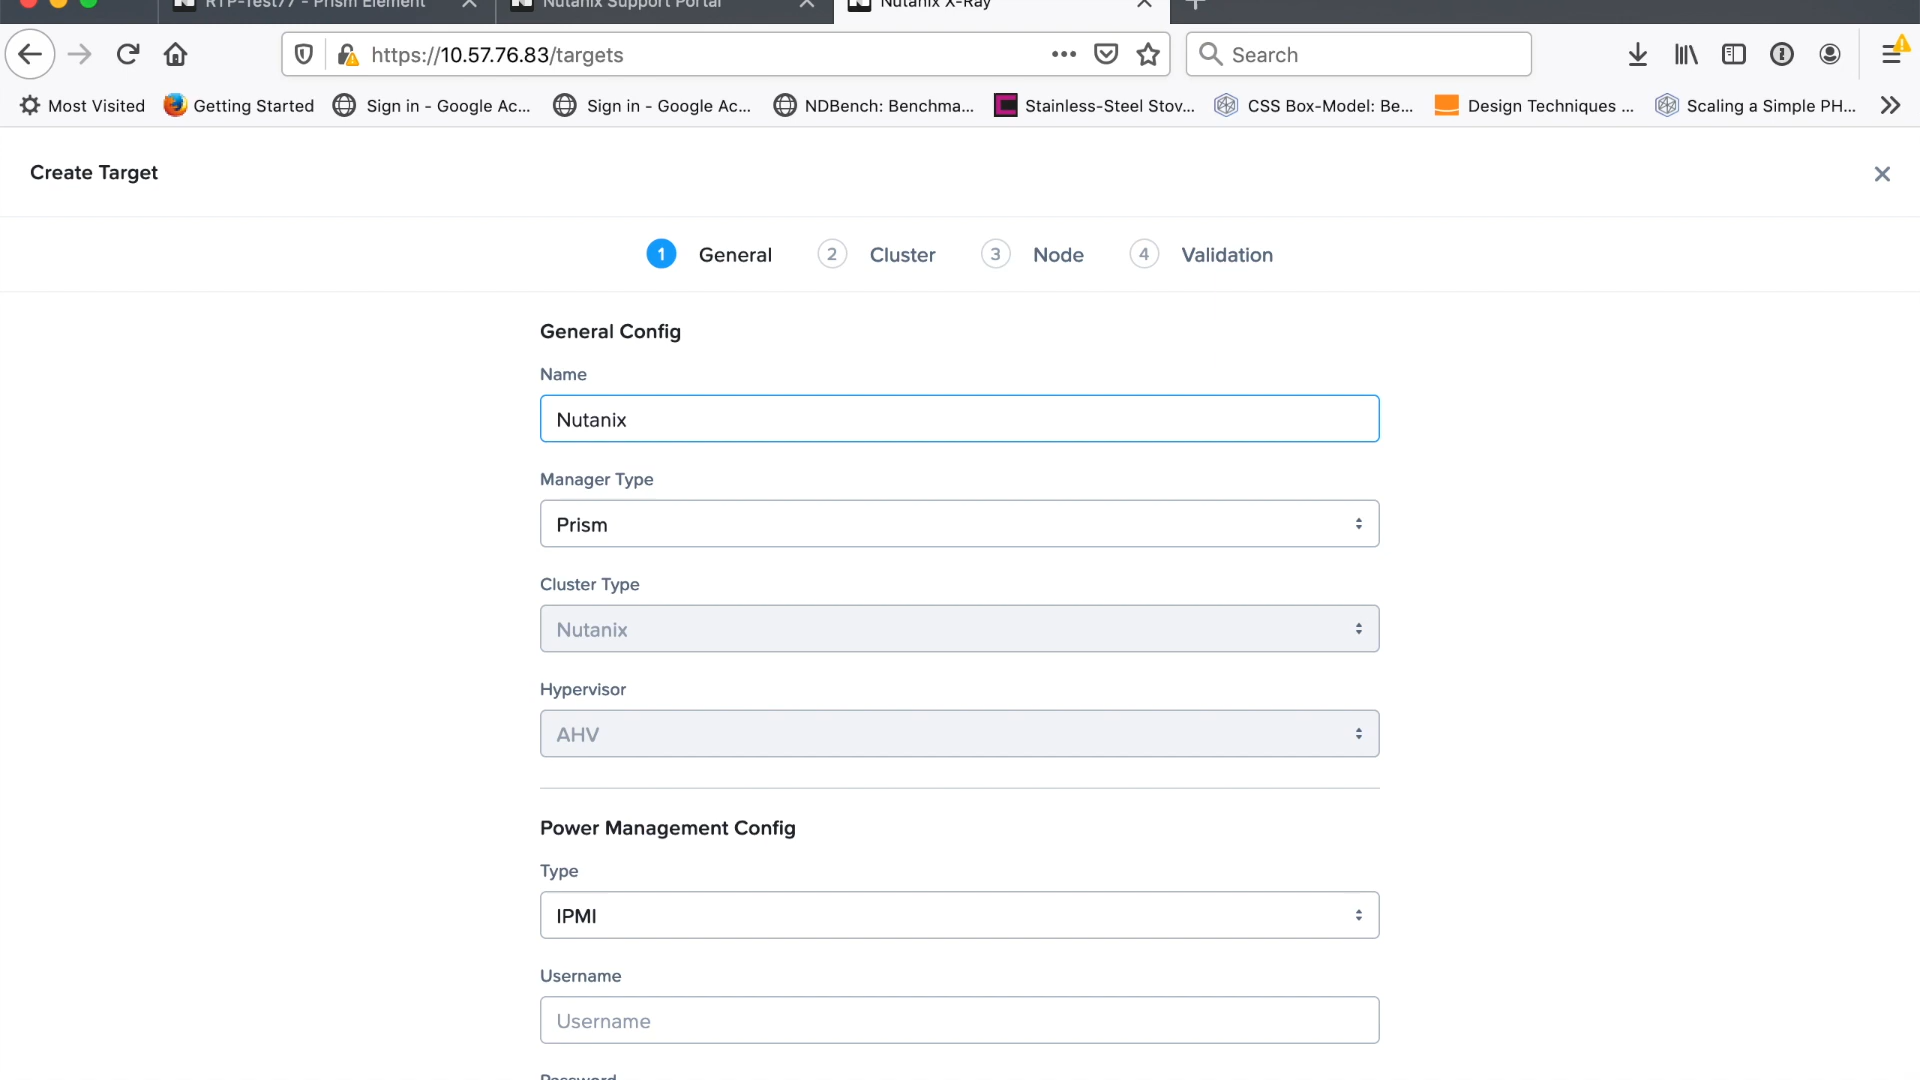 RTP-Test77 - Prism Element
Nutanix Support Portal
Nutanix X-Ray
https://10.57.76.83/targets
Search
Most Visited
Getting Started
Sign in - Google Ac...
Sign in - Google Ac...
NDBench: Benchma...
Stainless-Steel Stov...
CSS Box-Model: Be...
Design Techniques ...
Scaling a Simple PH...
Create Target
1 General
2 Cluster
3 Node
4 Validation
General Config
Name
Nutanix
Manager Type
Prism
Cluster Type
Nutanix
Hypervisor
AHV
Power Management Config
Type
IPMI
Username
Username
Password